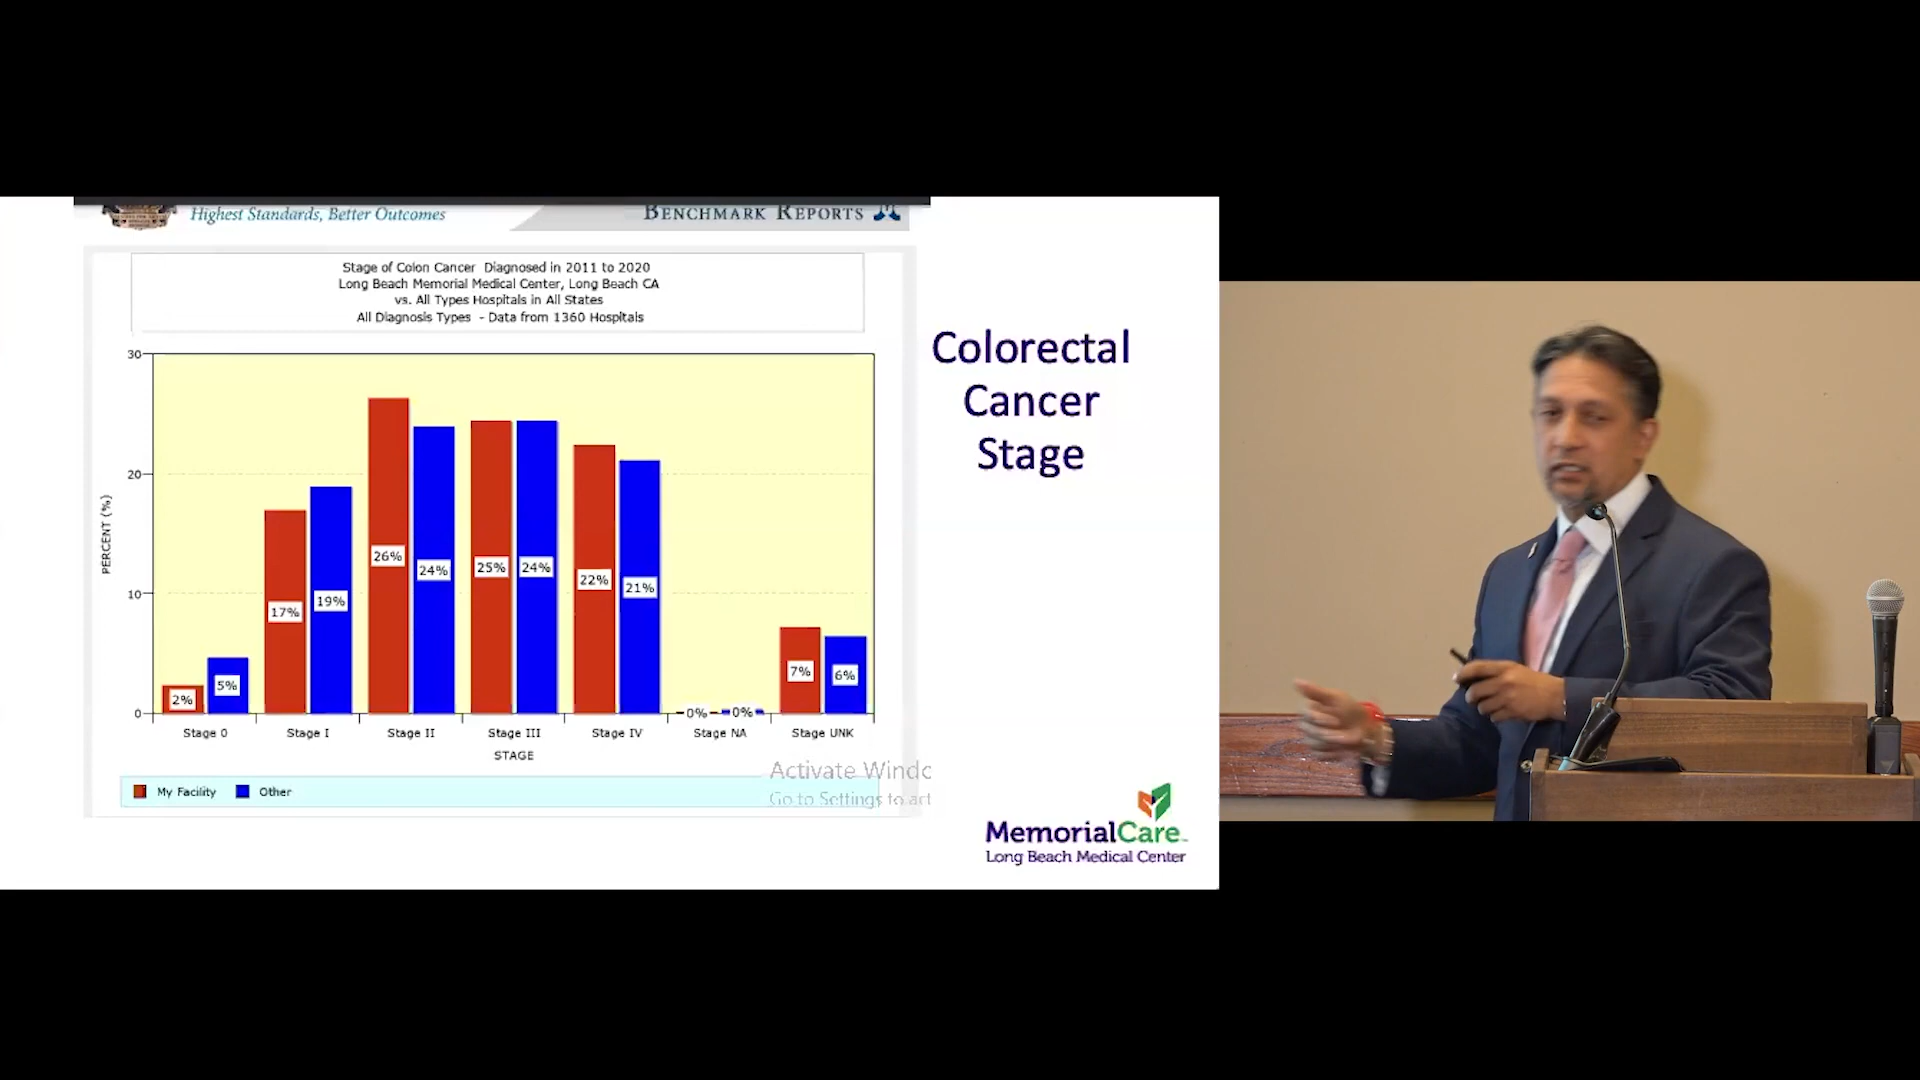 Highest Standards, Better Outcomes
BENCHMARK REPORTS
Stage of Colon Cancer Diagnosed in 2011 to 2020
Long Beach Memorial Medical Center, Long Beach CA
vs. All Types Hospitals in All States
All Diagnosis Types - Data from 1360 Hospitals
Colorectal
Cancer
Stage
PERCENT (%)
30
20
10
0
2%
5%
17%
19%
26%
24%
25%
24%
22%
21%
0%
0%
7%
6%
Stage 0
Stage I
Stage II
Stage III
Stage IV
Stage NA
Stage UNK
STAGE
My Facility
Other
Activate Windo
Go to Settings to act
MemorialCare
Long Beach Medical Center